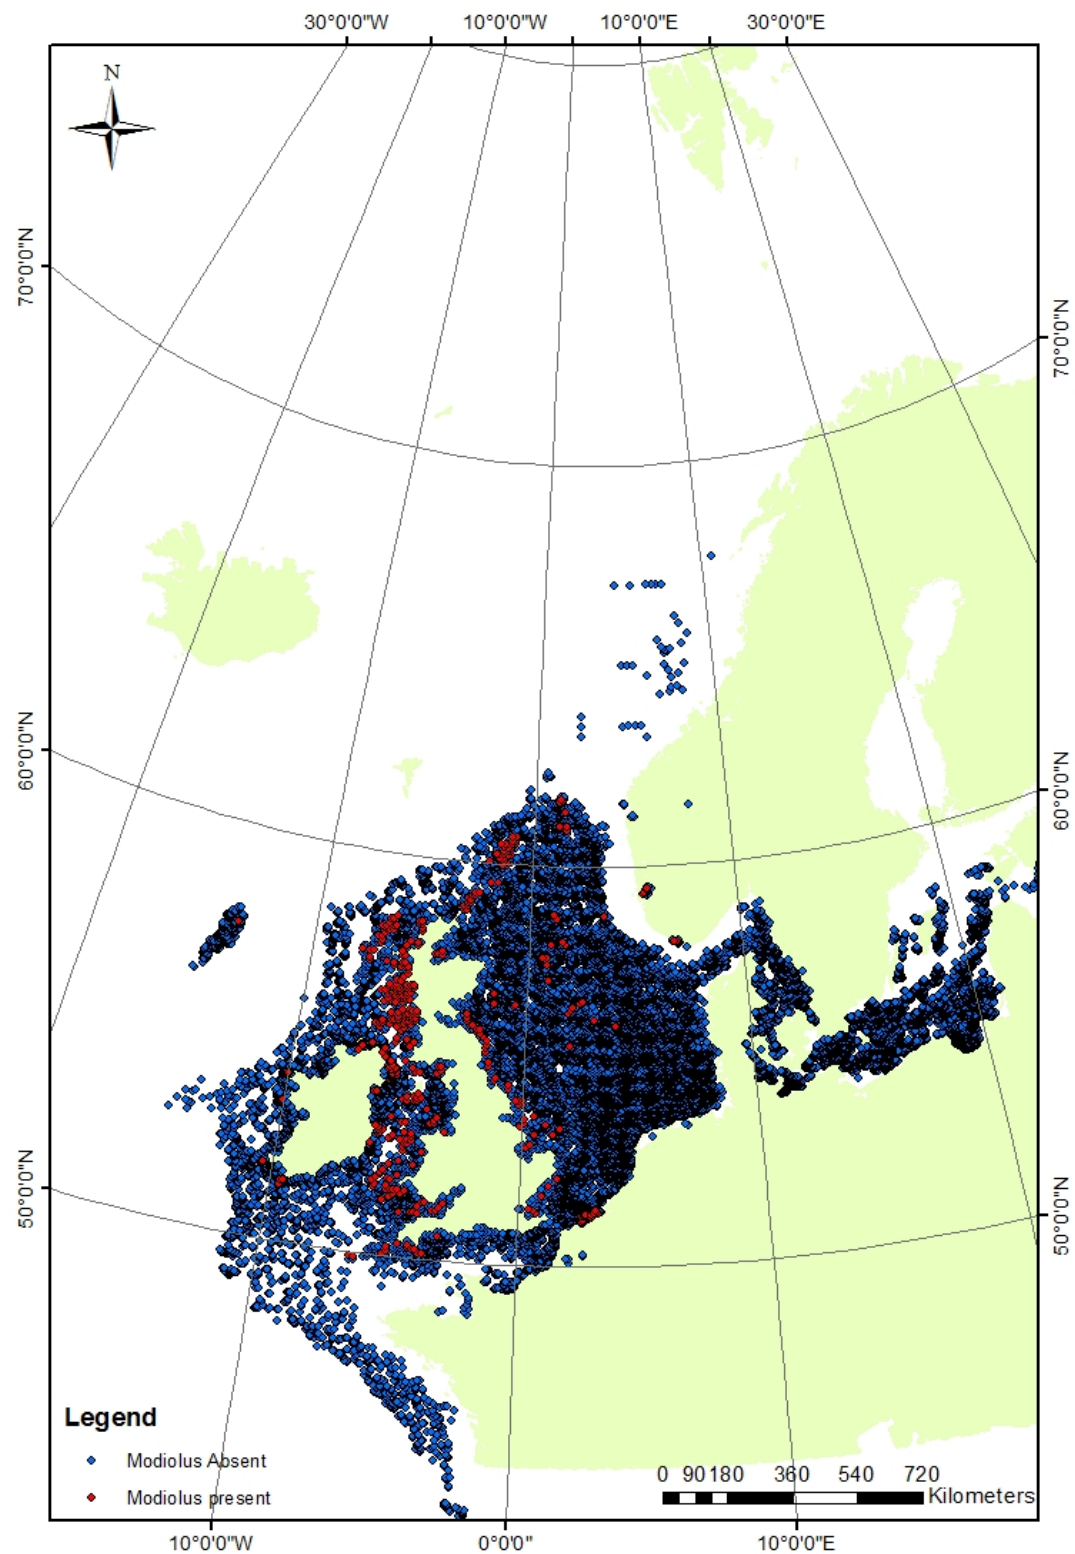 30°0'0"W 10°0'0"W 10°0'0"E 30°0'0"E
N
70°0'0"N
70°0'0"N
60°0'0"N
60°0'0"N
50°0'0"N
50°0'0"N
Legend
Modiolus Absent
Modiolus present
0 90 180 360 540 720
Kilometers
10°0'0"W 0°0'0" 10°0'0"E